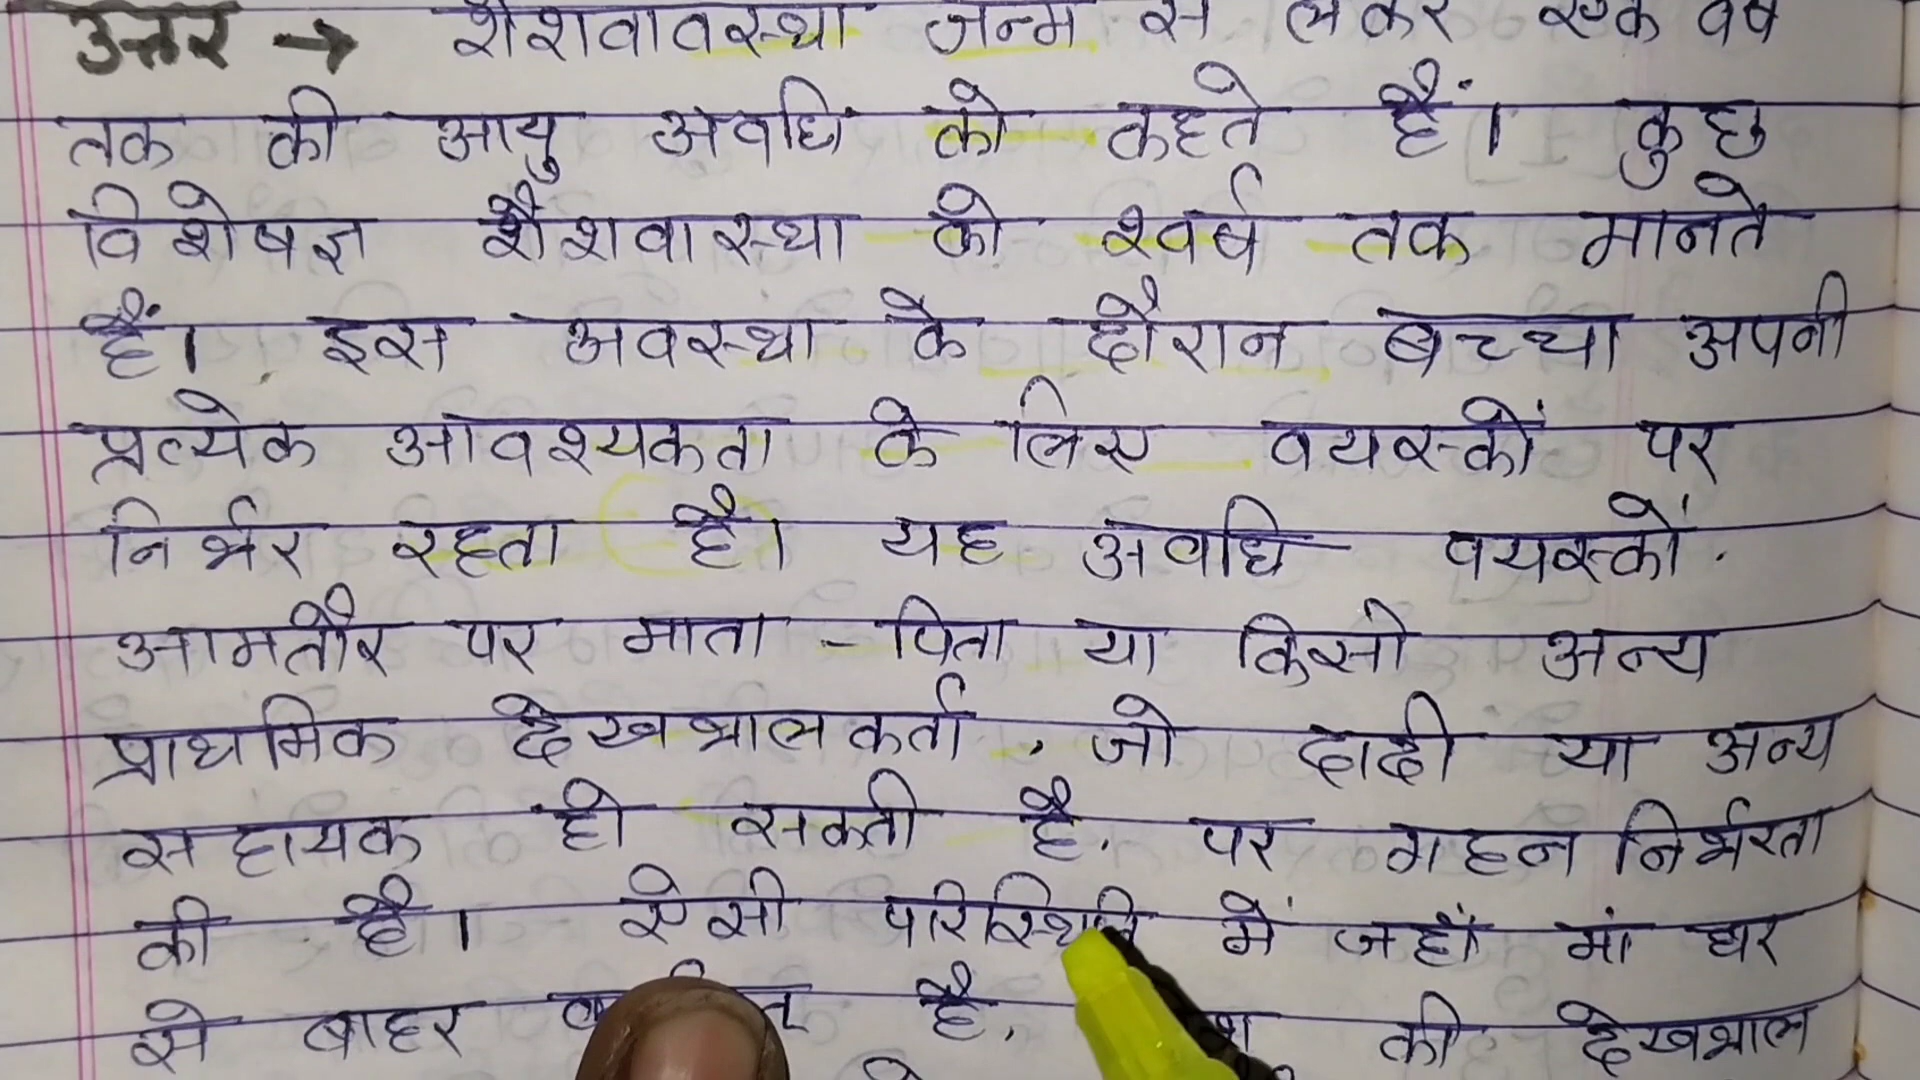 उत्तर → शैशवावस्था जन्म से लेकर एक वर्ष
तक की आयु अवधि को कहते हैं। कुछ
विशेषज्ञ शैशवास्था को २वर्ष तक मानते
हैं। इस अवस्था के दौरान बच्चा अपनी
प्रत्येक आवश्यकता के लिए वयस्कों पर
निर्भर रहता है। यह अवधि वयस्कों.
आमतौर पर माता - पिता या किसी अन्य
प्राथमिक देखभालकर्ता, जो दादी या अन्य
सहायक हो सकती है. पर गहन निर्भरता
की है। ऐसी परिस्थिति में जहाँ मां घर
से बाहर है, की देखभाल